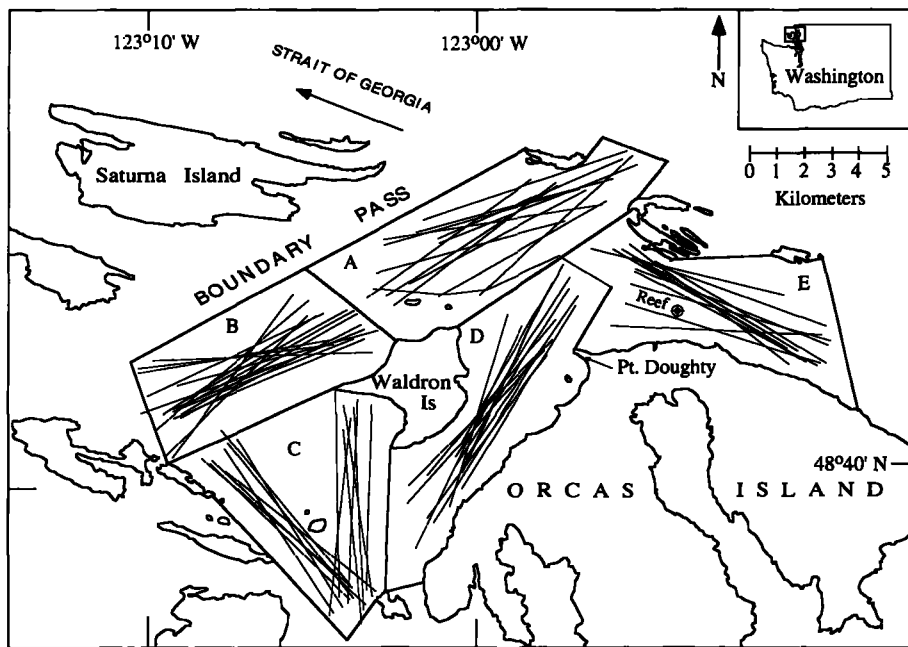 123°10' W
123°00' W
STRAIT OF GEORGIA
N
Washington
0 1 2 3 4 5
Kilometers
Saturna Island
BOUNDARY PASS
A
B
C
D
E
Reef
Waldron
Is
Pt. Doughty
48°40' N
ORCAS ISLAND